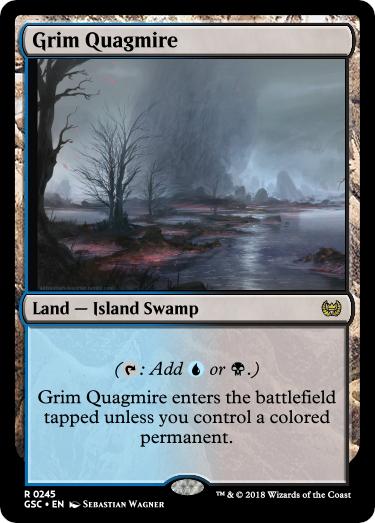 Grim Quagmire
Land — Island Swamp
(T: Add U or B.)
Grim Quagmire enters the battlefield
tapped unless you control a colored
permanent.
R 0245
GSC • EN Sebastian Wagner
™ & © 2018 Wizards of the Coast